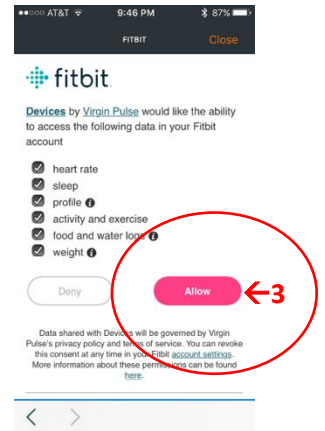 AT&T 9:46 PM 87%
FITBIT Close
fitbit
Devices by Virgin Pulse would like the ability
to access the following data in your Fitbit
account
heart rate
sleep
profile
activity and exercise
food and water logs
weight
Deny Allow ←3
Data shared with Devices will be governed by Virgin
Pulse's privacy policy and terms of service. You can revoke
this consent at any time in your Fitbit account settings.
More information about these permissions can be found
here.